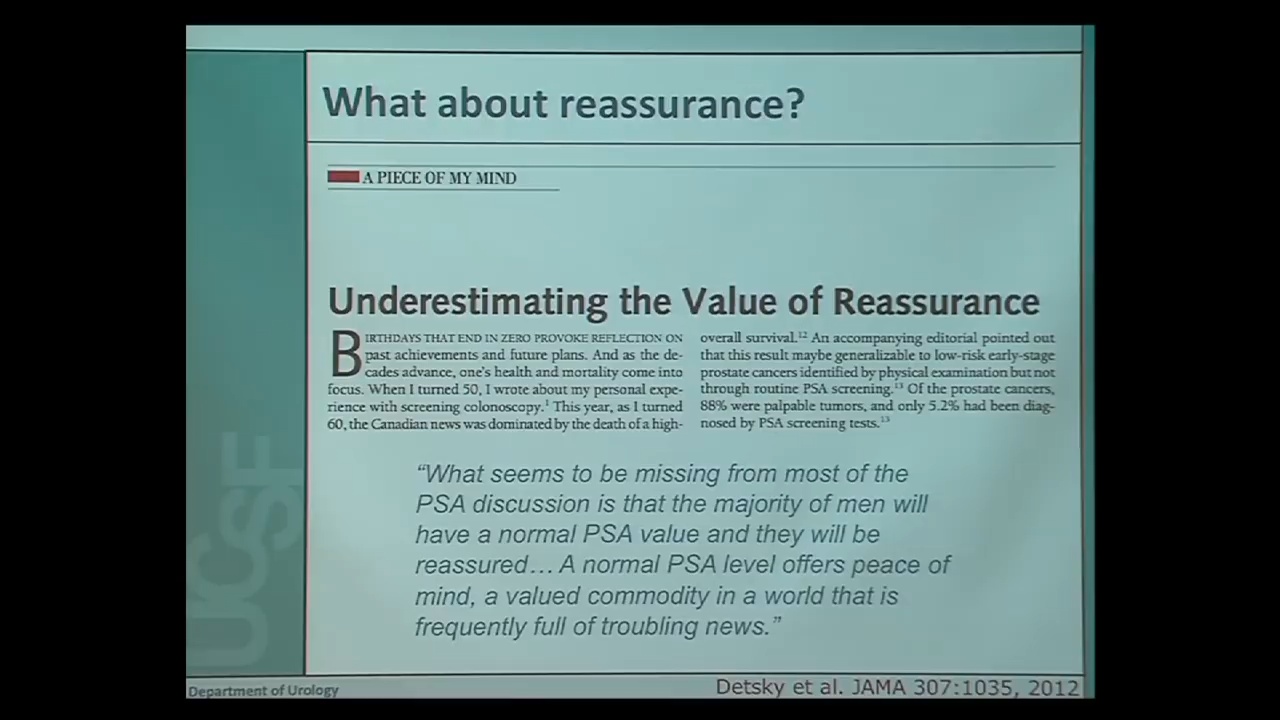 What about reassurance?
A PIECE OF MY MIND
Underestimating the Value of Reassurance
BIRTHDAYS THAT END IN ZERO PROVOKE REFLECTION ON
past achievements and future plans. And as the de-
cades advance, one's health and mortality come into
focus. When I turned 50, I wrote about my personal expe-
rience with screening colonoscopy.1 This year, as I turned
60, the Canadian news was dominated by the death of a high-
overall survival.12 An accompanying editorial pointed out
that this result maybe generalizable to low-risk early-stage
prostate cancers identified by physical examination but not
through routine PSA screening.13 Of the prostate cancers,
88% were palpable tumors, and only 5.2% had been diag-
nosed by PSA screening tests.13
“What seems to be missing from most of the
PSA discussion is that the majority of men will
have a normal PSA value and they will be
reassured… A normal PSA level offers peace of
mind, a valued commodity in a world that is
frequently full of troubling news.”
UCSF
Department of Urology
Detsky et al. JAMA 307:1035, 2012